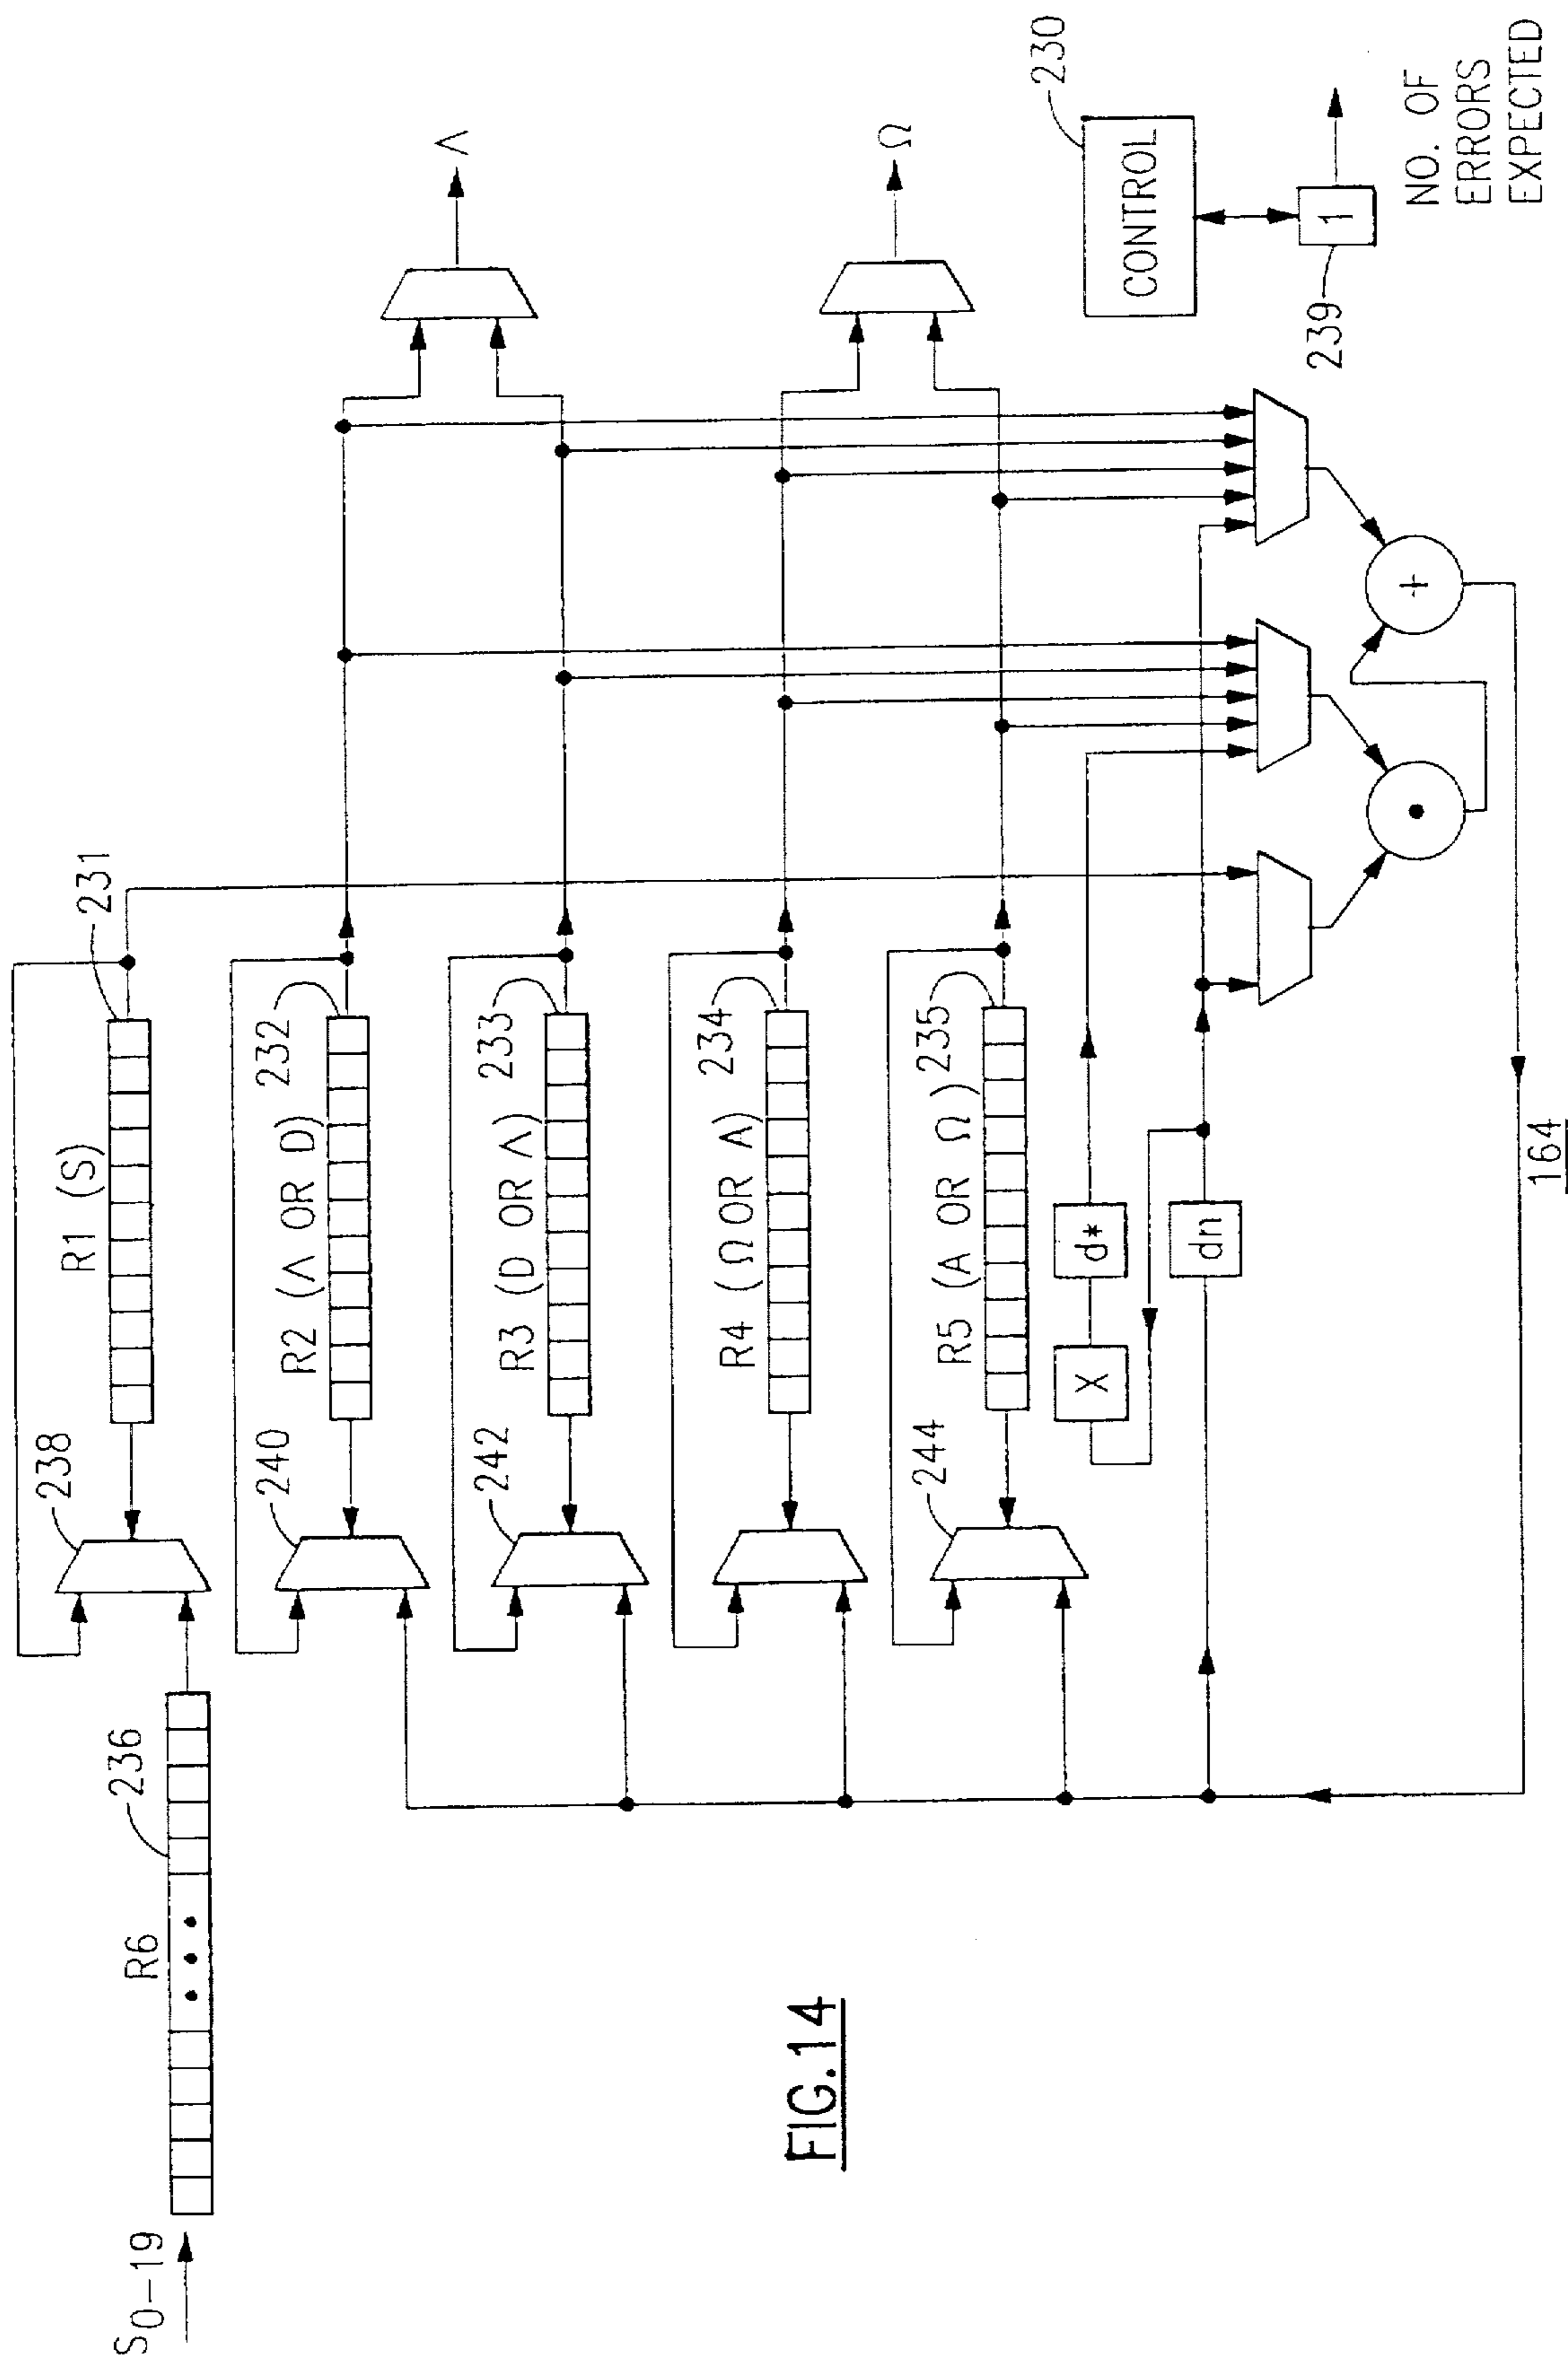 S0–19
R6
236
238
R1 (S)
231
240
R2 (Λ OR D)
232
242
R3 (D OR Λ)
233
R4 (Ω OR A)
234
244
R5 (A OR Ω)
235
X
d*
dn
•
+
Λ
Ω
CONTROL
230
1
239
NO. OF
ERRORS
EXPECTED
164
FIG.14